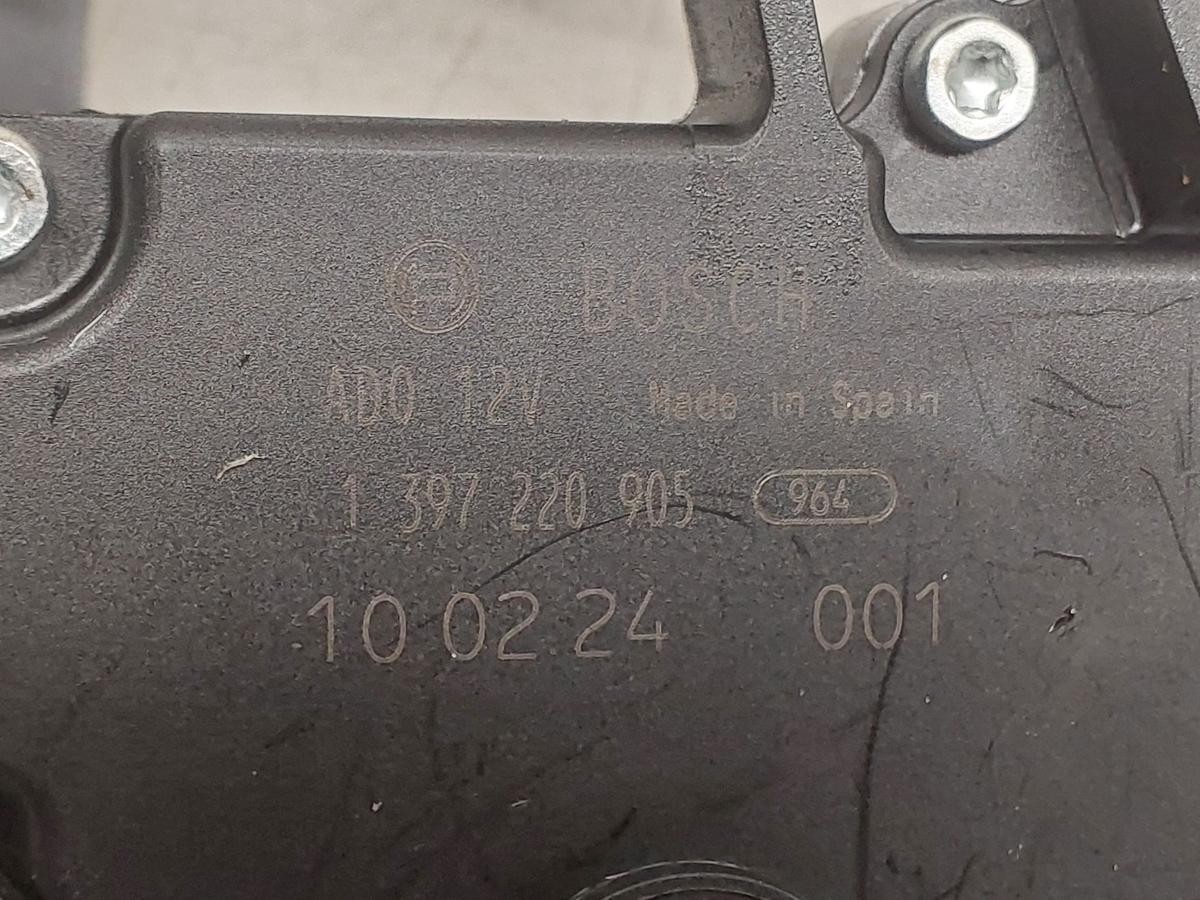 BOSCH
ADO 12V Made in Spain
1 397 220 905 964
10.02.24 001